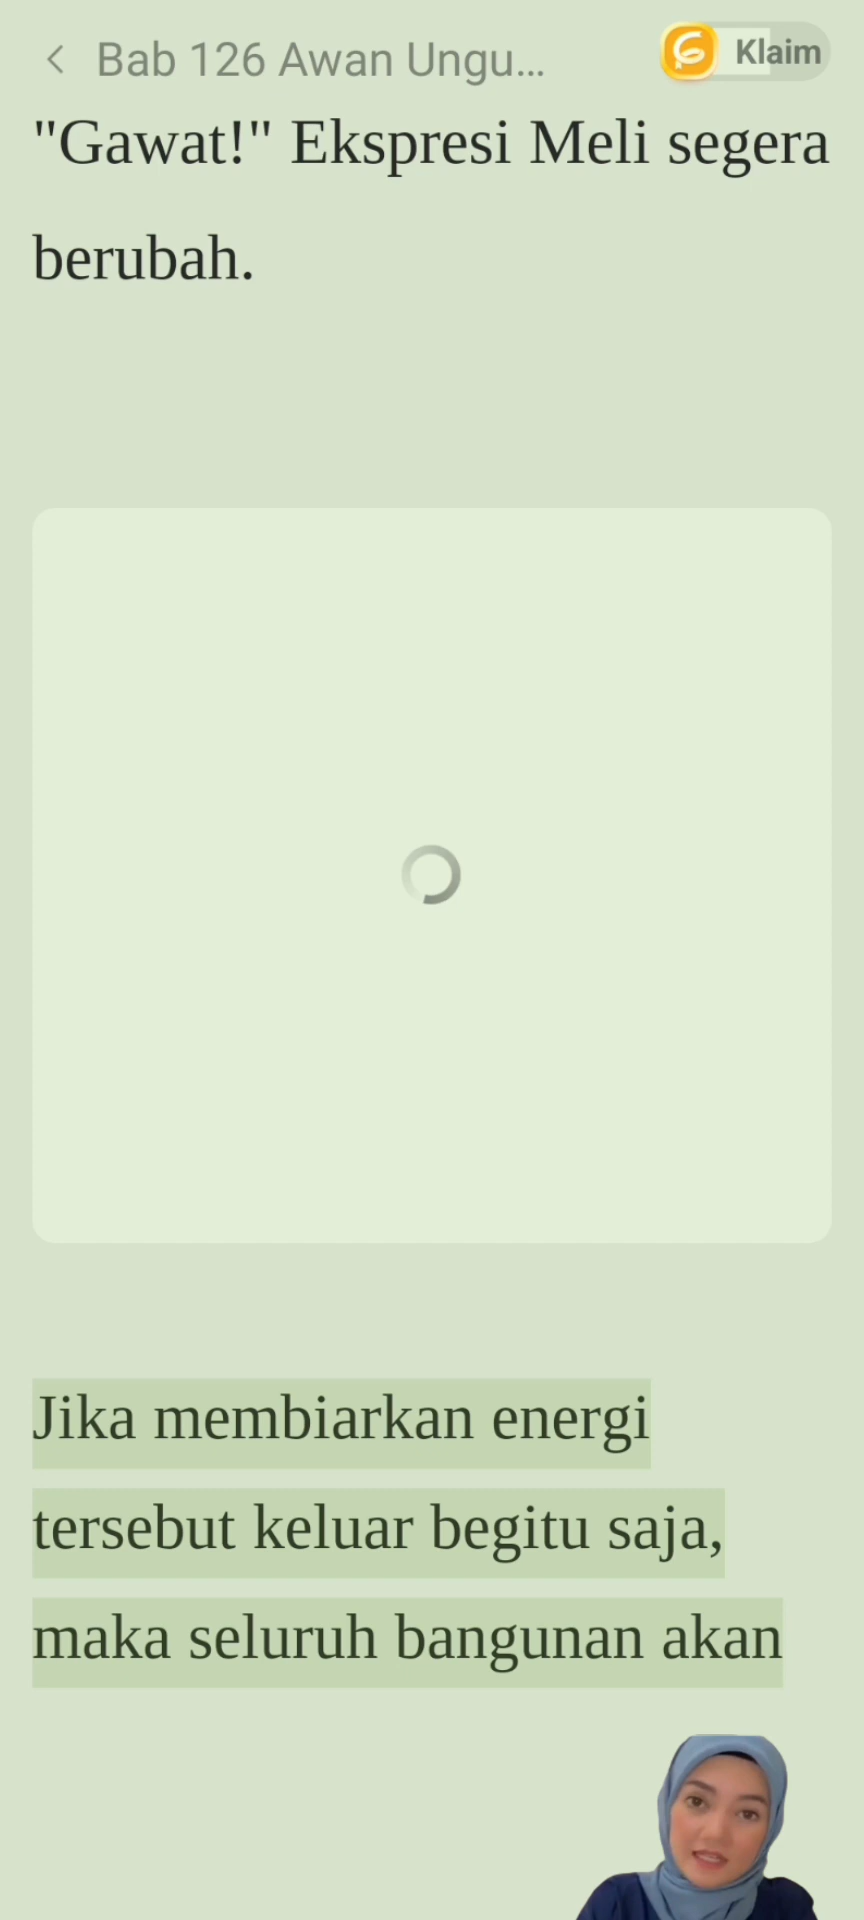 Bab 126 Awan Ungu...
Klaim
"Gawat!" Ekspresi Meli segera
berubah.
Jika membiarkan energi
tersebut keluar begitu saja,
maka seluruh bangunan akan